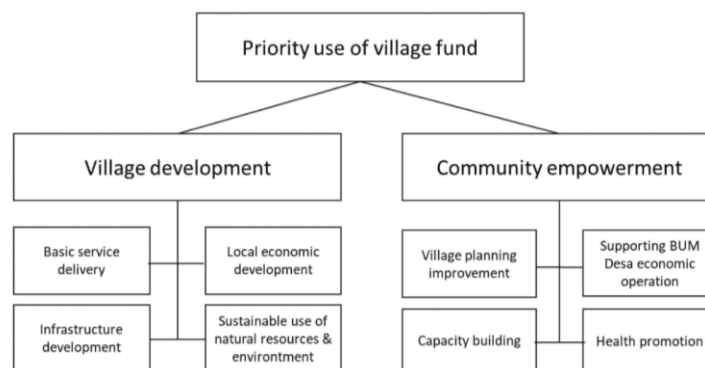 Priority use of village fund
Village development
Community empowerment
Basic service
delivery
Local economic
development
Village planning
improvement
Supporting BUM
Desa economic
operation
Infrastructure
development
Sustainable use of
natural resources &
environtment
Capacity building
Health promotion